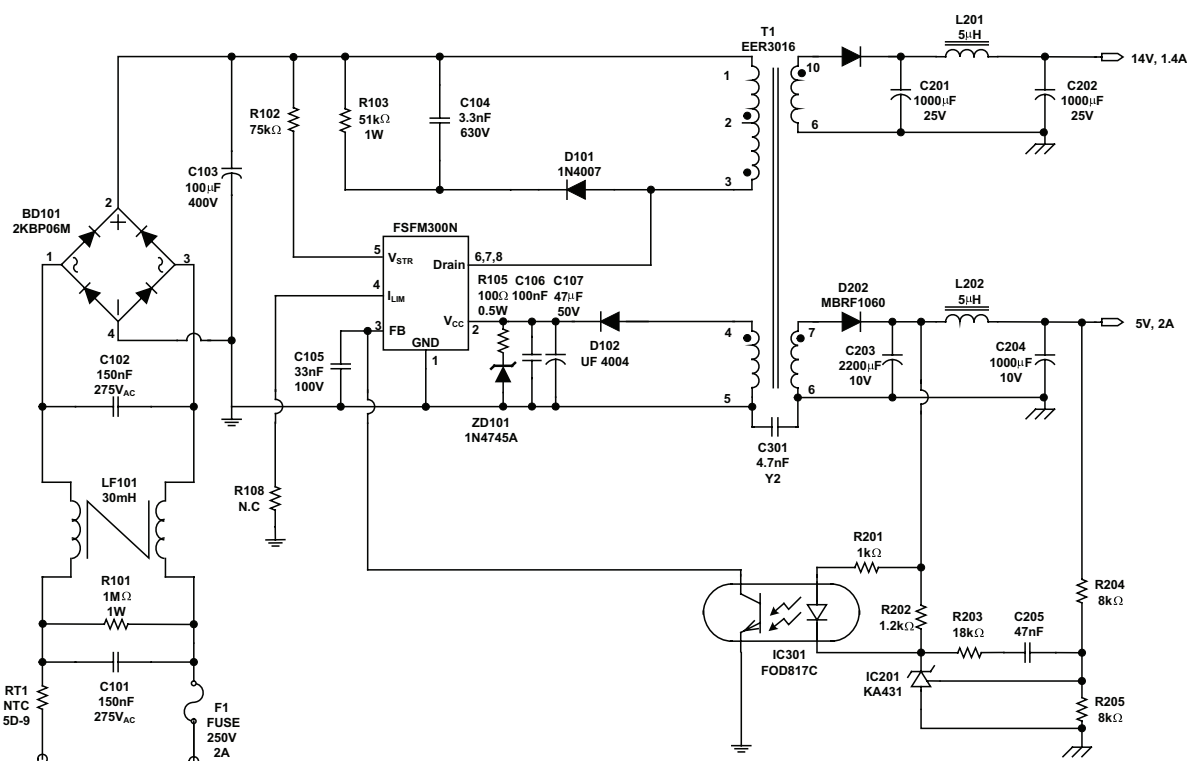 T1
EER3016
L201
5μH
14V, 1.4A
1
2
3
10
6
C201
1000μF
25V
C202
1000μF
25V
R102
75kΩ
R103
51kΩ
1W
C104
3.3nF
630V
D101
1N4007
C103
100μF
400V
BD101
2KBP06M
2
1
3
4
+
FSFM300N
5
VSTR
Drain
6,7,8
4
ILIM
3
FB
VCC
2
GND
1
R105
100Ω
0.5W
C106
100nF
C107
47μF
50V
D102
UF 4004
ZD101
1N4745A
C105
33nF
100V
4
5
7
6
D202
MBRF1060
L202
5μH
5V, 2A
C203
2200μF
10V
C204
1000μF
10V
C301
4.7nF
Y2
C102
150nF
275VAC
LF101
30mH
R108
N.C
R101
1MΩ
1W
C101
150nF
275VAC
RT1
NTC
5D-9
F1
FUSE
250V
2A
IC301
FOD817C
R201
1kΩ
R202
1.2kΩ
R203
18kΩ
C205
47nF
R204
8kΩ
IC201
KA431
R205
8kΩ